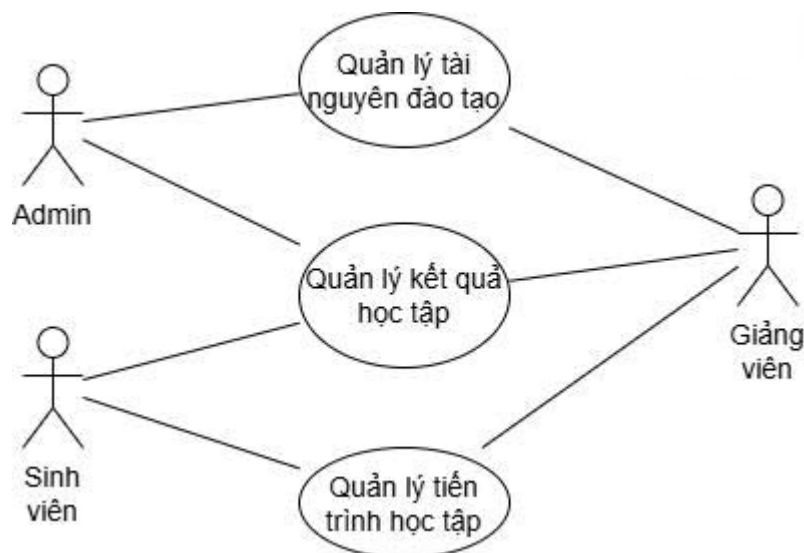 Quản lý tài
nguyên đào tạo
Admin
Quản lý kết quả
học tập
Giảng
viên
Sinh
viên
Quản lý tiến
trình học tập